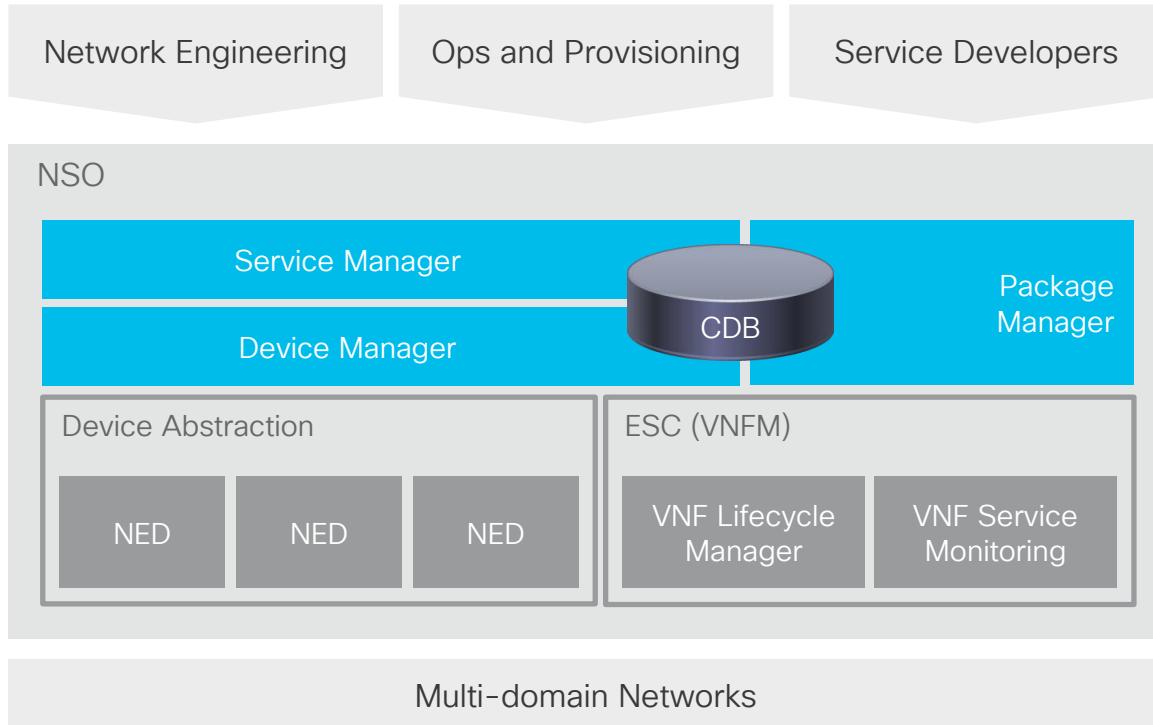 Network Engineering
Ops and Provisioning
Service Developers
NSO
Service Manager
Device Manager
CDB
Package
Manager
Device Abstraction
NED
NED
NED
ESC (VNFM)
VNF Lifecycle
Manager
VNF Service
Monitoring
Multi-domain Networks